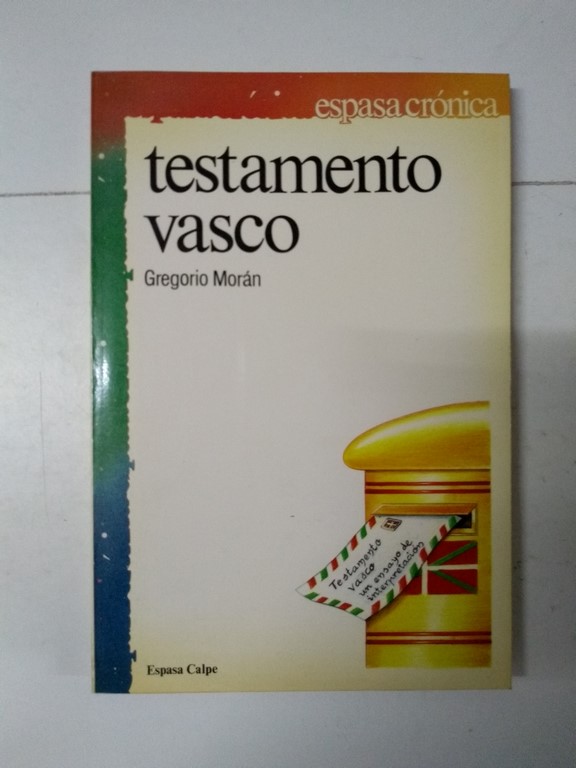 espasa crónica
testamento
vasco
Gregorio Morán
Testamento
vasco
un ensayo de
interpretación
Espasa Calpe